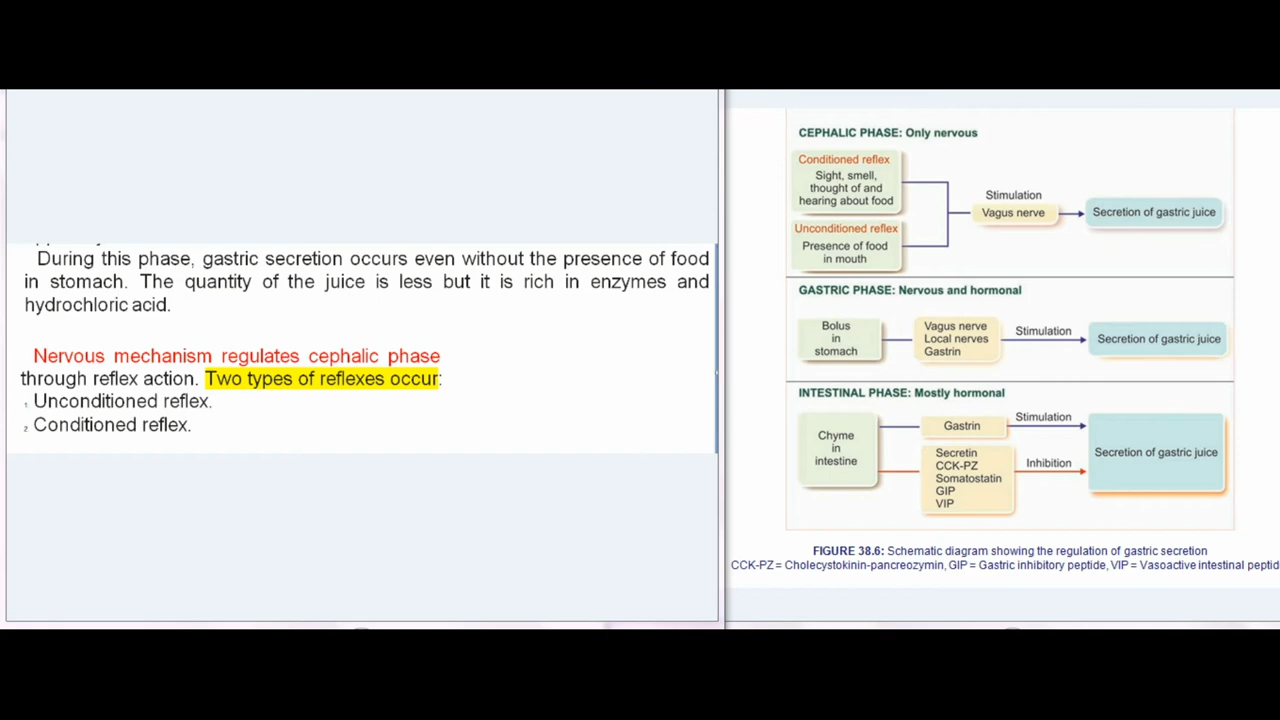 During this phase, gastric secretion occurs even without the presence of food
in stomach. The quantity of the juice is less but it is rich in enzymes and
hydrochloric acid.
Nervous mechanism regulates cephalic phase
through reflex action. Two types of reflexes occur:
1 Unconditioned reflex.
2 Conditioned reflex.
CEPHALIC PHASE: Only nervous
Conditioned reflex
Sight, smell,
thought of and
hearing about food
Unconditioned reflex
Presence of food
in mouth
Stimulation
Vagus nerve
Secretion of gastric juice
GASTRIC PHASE: Nervous and hormonal
Bolus
in
stomach
Vagus nerve
Local nerves
Gastrin
Stimulation
Secretion of gastric juice
INTESTINAL PHASE: Mostly hormonal
Chyme
in
intestine
Gastrin
Stimulation
Secretin
CCK-PZ
Somatostatin
GIP
VIP
Inhibition
Secretion of gastric juice
FIGURE 38.6: Schematic diagram showing the regulation of gastric secretion
CCK-PZ = Cholecystokinin-pancreozymin, GIP = Gastric inhibitory peptide, VIP = Vasoactive intestinal peptid